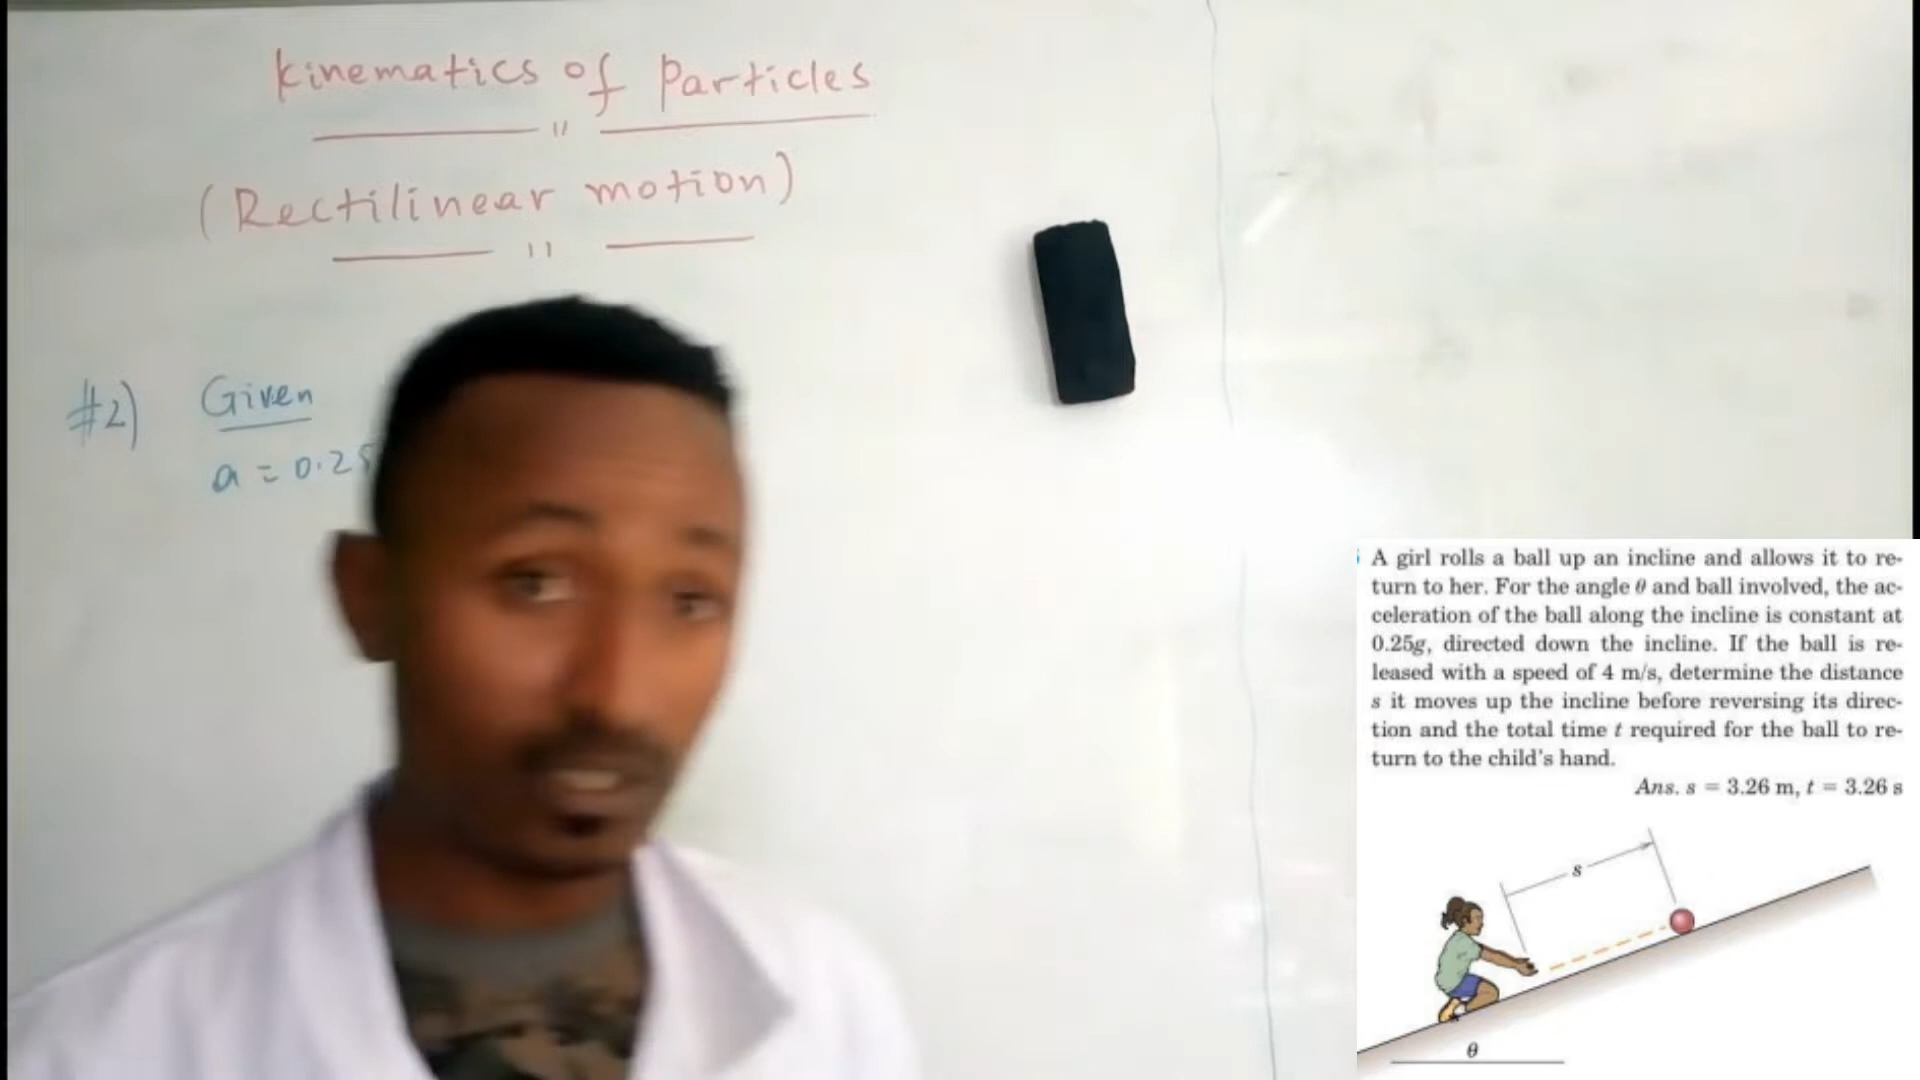 kinematics of Particles
(Rectilinear motion)
#2) Given
a = 0.25
A girl rolls a ball up an incline and allows it to re-
turn to her. For the angle θ and ball involved, the ac-
celeration of the ball along the incline is constant at
0.25g, directed down the incline. If the ball is re-
leased with a speed of 4 m/s, determine the distance
s it moves up the incline before reversing its direc-
tion and the total time t required for the ball to re-
turn to the child's hand.
Ans. s = 3.26 m, t = 3.26 s
s
θ